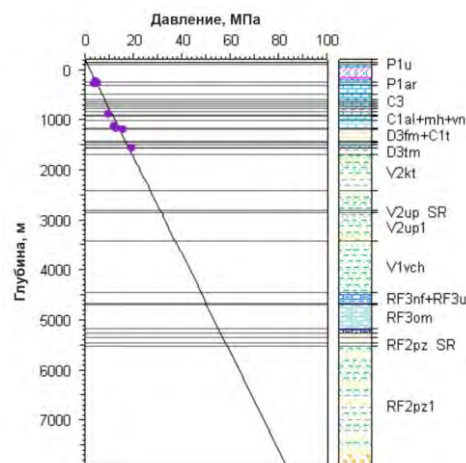 Давление, МПа
0 20 40 60 80 100
Глубина, м
0
1000
2000
3000
4000
5000
6000
7000
P1u
P1ar
C3
C1al+mh+vn
D3fm+C1t
D3tm
V2kt
V2up SR
V2up1
V1vch
RF3nf+RF3u
RF3om
RF2pz SR
RF2pz1